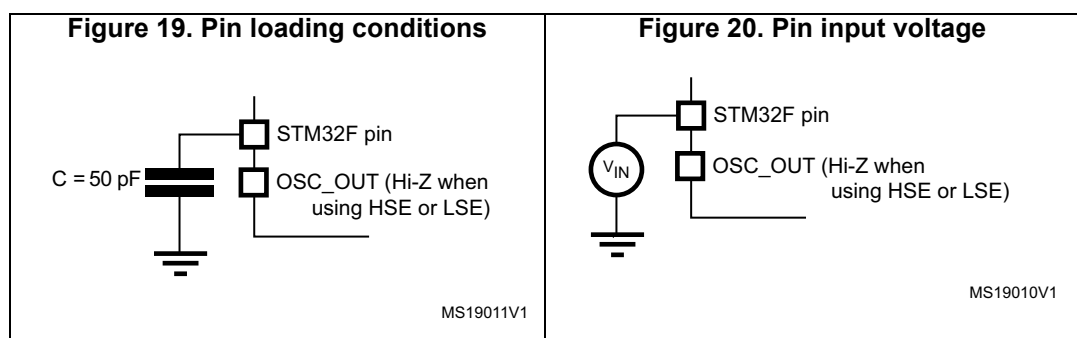 Figure 19. Pin loading conditions
STM32F pin
C = 50 pF
OSC_OUT (Hi-Z when
using HSE or LSE)
MS19011V1
Figure 20. Pin input voltage
STM32F pin
VIN
OSC_OUT (Hi-Z when
using HSE or LSE)
MS19010V1